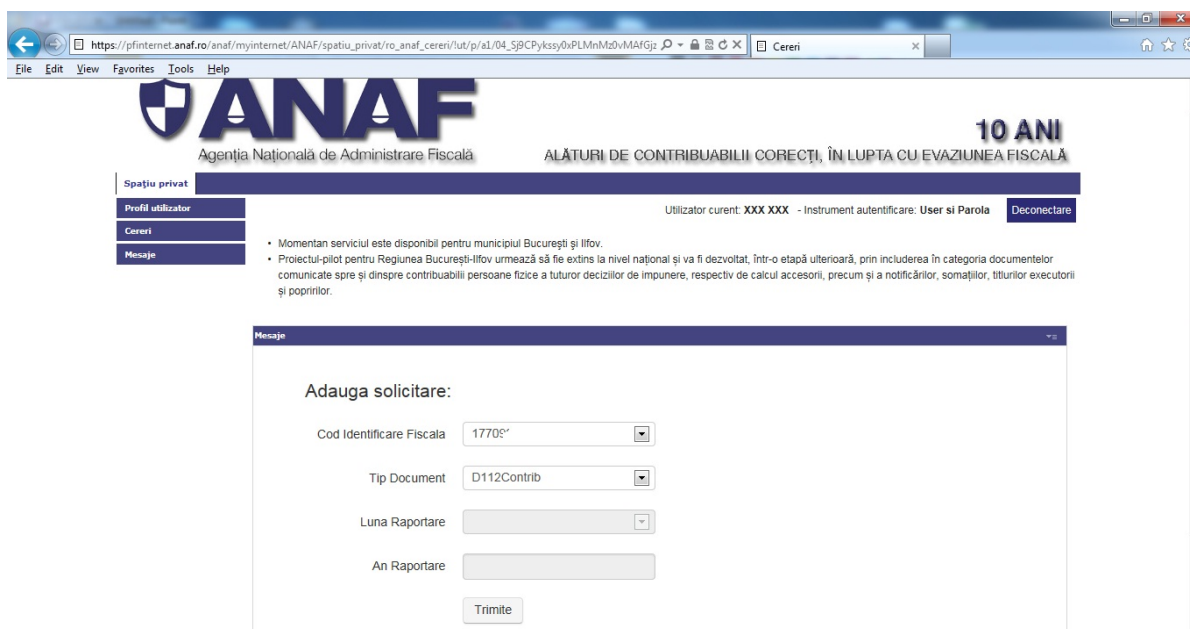 https://pfinternet.anaf.ro/anaf/myinternet/ANAF/spatiu_privat/ro_anaf_cereri/!ut/p/a1/04_Sj9CPykssy0xPLMnMz0vMAfGjz
Cereri
File Edit View Favorites Tools Help
ANAF
Agenția Națională de Administrare Fiscală
10 ANI
ALĂTURI DE CONTRIBUABILII CORECȚI, ÎN LUPTA CU EVAZIUNEA FISCALĂ
Spațiu privat
Profil utilizator
Cereri
Mesaje
Utilizator curent: XXX XXX - Instrument autentificare: User si Parola
Deconectare
• Momentan serviciul este disponibil pentru municipiul Bucureşti şi Ilfov.
• Proiectul-pilot pentru Regiunea București-Ilfov urmează să fie extins la nivel național și va fi dezvoltat, într-o etapă ulterioară, prin includerea în categoria documentelor
comunicate spre și dinspre contribuabilii persoane fizice a tuturor deciziilor de impunere, respectiv de calcul accesorii, precum și a notificărilor, somațiilor, titlurilor executorii
și popririlor.
Mesaje
Adauga solicitare:
Cod Identificare Fiscala 17709
Tip Document D112Contrib
Luna Raportare
An Raportare
Trimite